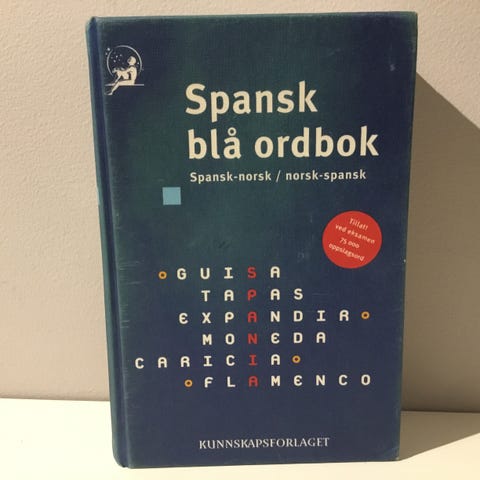 Spansk
blå ordbok
Spansk-norsk / norsk-spansk
Tillatt
ved eksamen
75 000
oppslagsord
GUISA
TAPAS
EXPANDIR
MONEDA
CARICIA
FLAMENCO
KUNNSKAPSFORLAGET